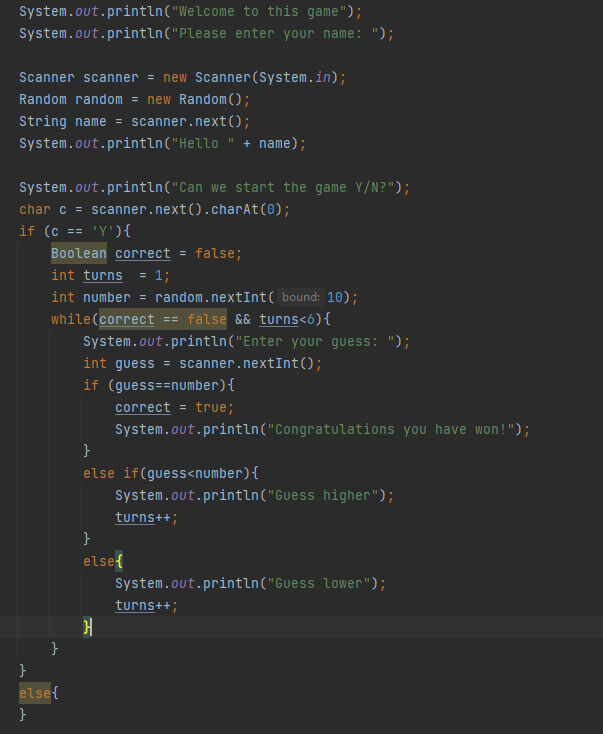 System.out.println("Welcome to this game");
System.out.println("Please enter your name: ");
Scanner scanner = new Scanner(System.in);
Random random = new Random();
String name = scanner.next();
System.out.println("Hello " + name);
System.out.println("Can we start the game Y/N?");
char c = scanner.next().charAt(0);
if (c == 'Y'){
Boolean correct = false;
int turns  = 1;
int number = random.nextInt( bound: 10);
while(correct == false && turns<6){
System.out.println("Enter your guess: ");
int guess = scanner.nextInt();
if (guess==number){
correct = true;
System.out.println("Congratulations you have won!");
}
else if(guess<number){
System.out.println("Guess higher");
turns++;
}
else{
System.out.println("Guess lower");
turns++;
}
}
}
else{
}